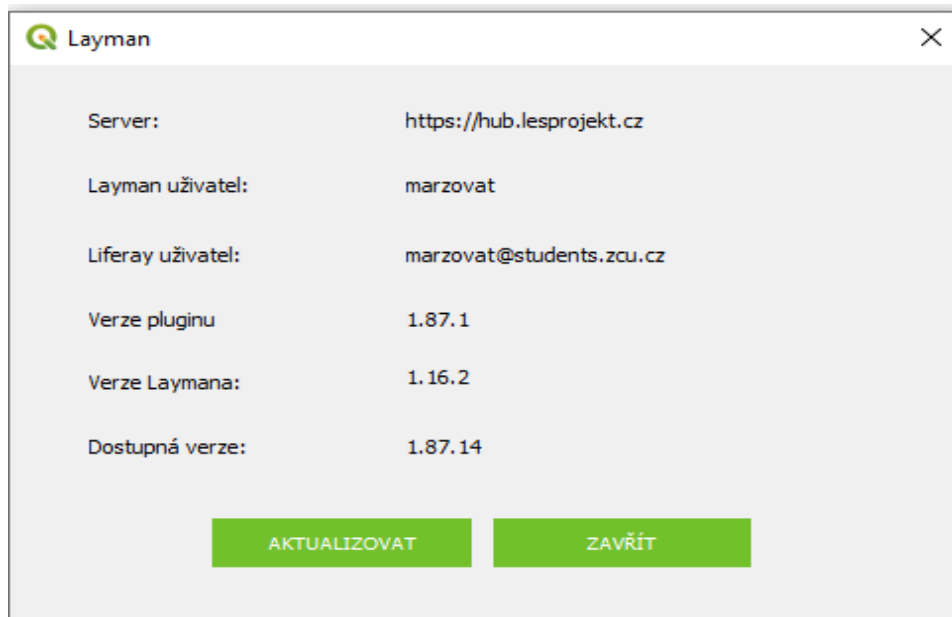 Layman
Server: https://hub.lesprojekt.cz
Layman uživatel: marzovat
Liferay uživatel: marzovat@students.zcu.cz
Verze pluginu 1.87.1
Verze Laymana: 1.16.2
Dostupná verze: 1.87.14
AKTUALIZOVAT ZAVŘÍT